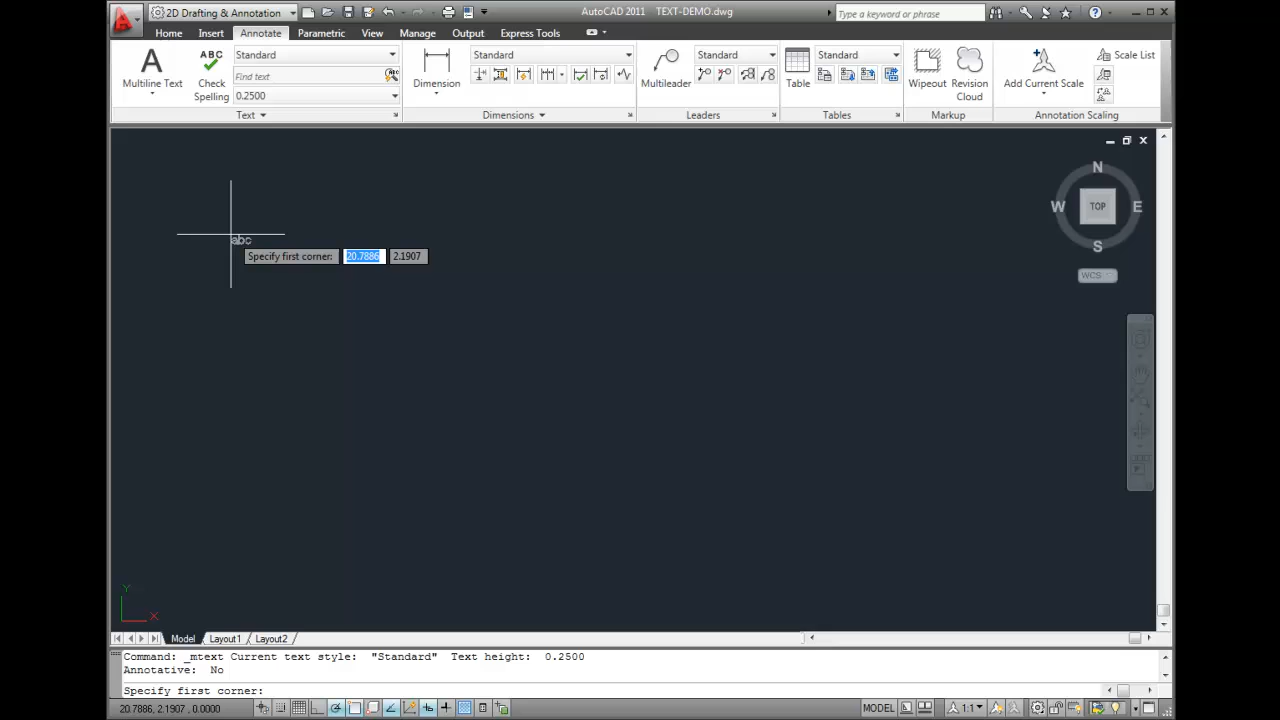 2D Drafting & Annotation
AutoCAD 2011 TEXT-DEMO.dwg
Type a keyword or phrase
Home Insert Annotate Parametric View Manage Output Express Tools
Multiline Text
ABC
Check Spelling
Standard
Find text
0.2500
Text
Dimension
Standard
Dimensions
Multileader
Standard
Leaders
Table
Standard
Tables
Wipeout
Revision Cloud
Markup
Add Current Scale
Scale List
Annotation Scaling
N
W TOP E
S
WCS
abc
Specify first corner: 20.7886 2.1907
Y
X
Model Layout1 Layout2
Command: _mtext Current text style: "Standard" Text height: 0.2500
Annotative: No
Specify first corner:
20.7886, 2.1907 , 0.0000
MODEL
1:1